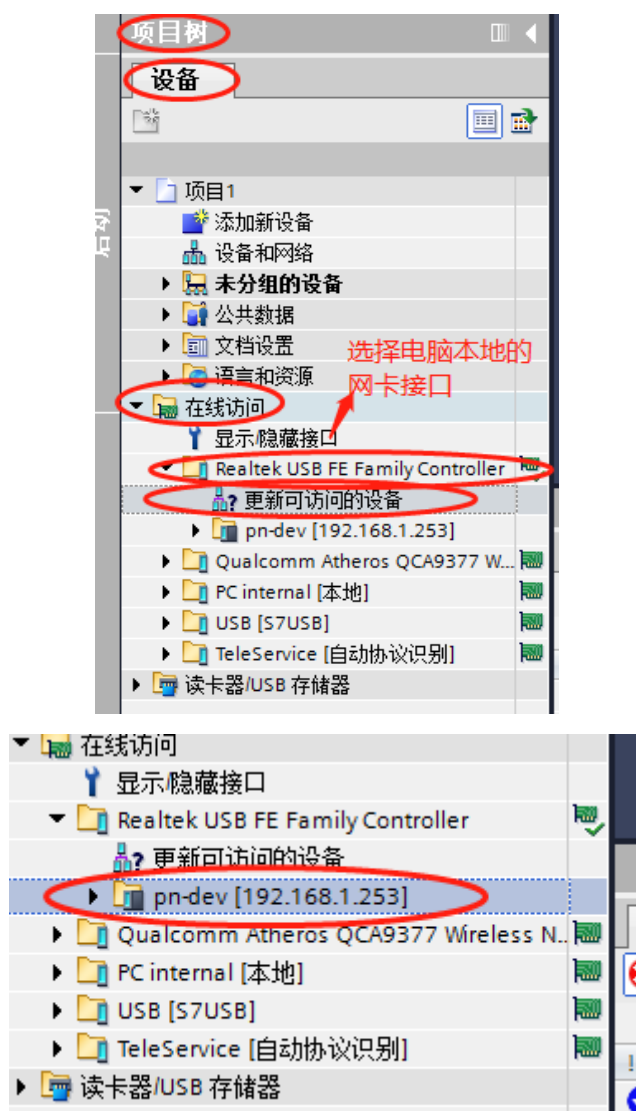 项目树
设备
启动
项目1
添加新设备
设备和网络
未分组的设备
公共数据
文档设置
选择电脑本地的
语言和资源
网卡接口
在线访问
显示/隐藏接口
Realtek USB FE Family Controller
更新可访问的设备
pn-dev [192.168.1.253]
Qualcomm Atheros QCA9377 W...
PC internal [本地]
USB [S7USB]
TeleService [自动协议识别]
读卡器/USB 存储器
在线访问
显示/隐藏接口
Realtek USB FE Family Controller
更新可访问的设备
pn-dev [192.168.1.253]
Qualcomm Atheros QCA9377 Wireless N..
PC internal [本地]
USB [S7USB]
TeleService [自动协议识别]
读卡器/USB 存储器